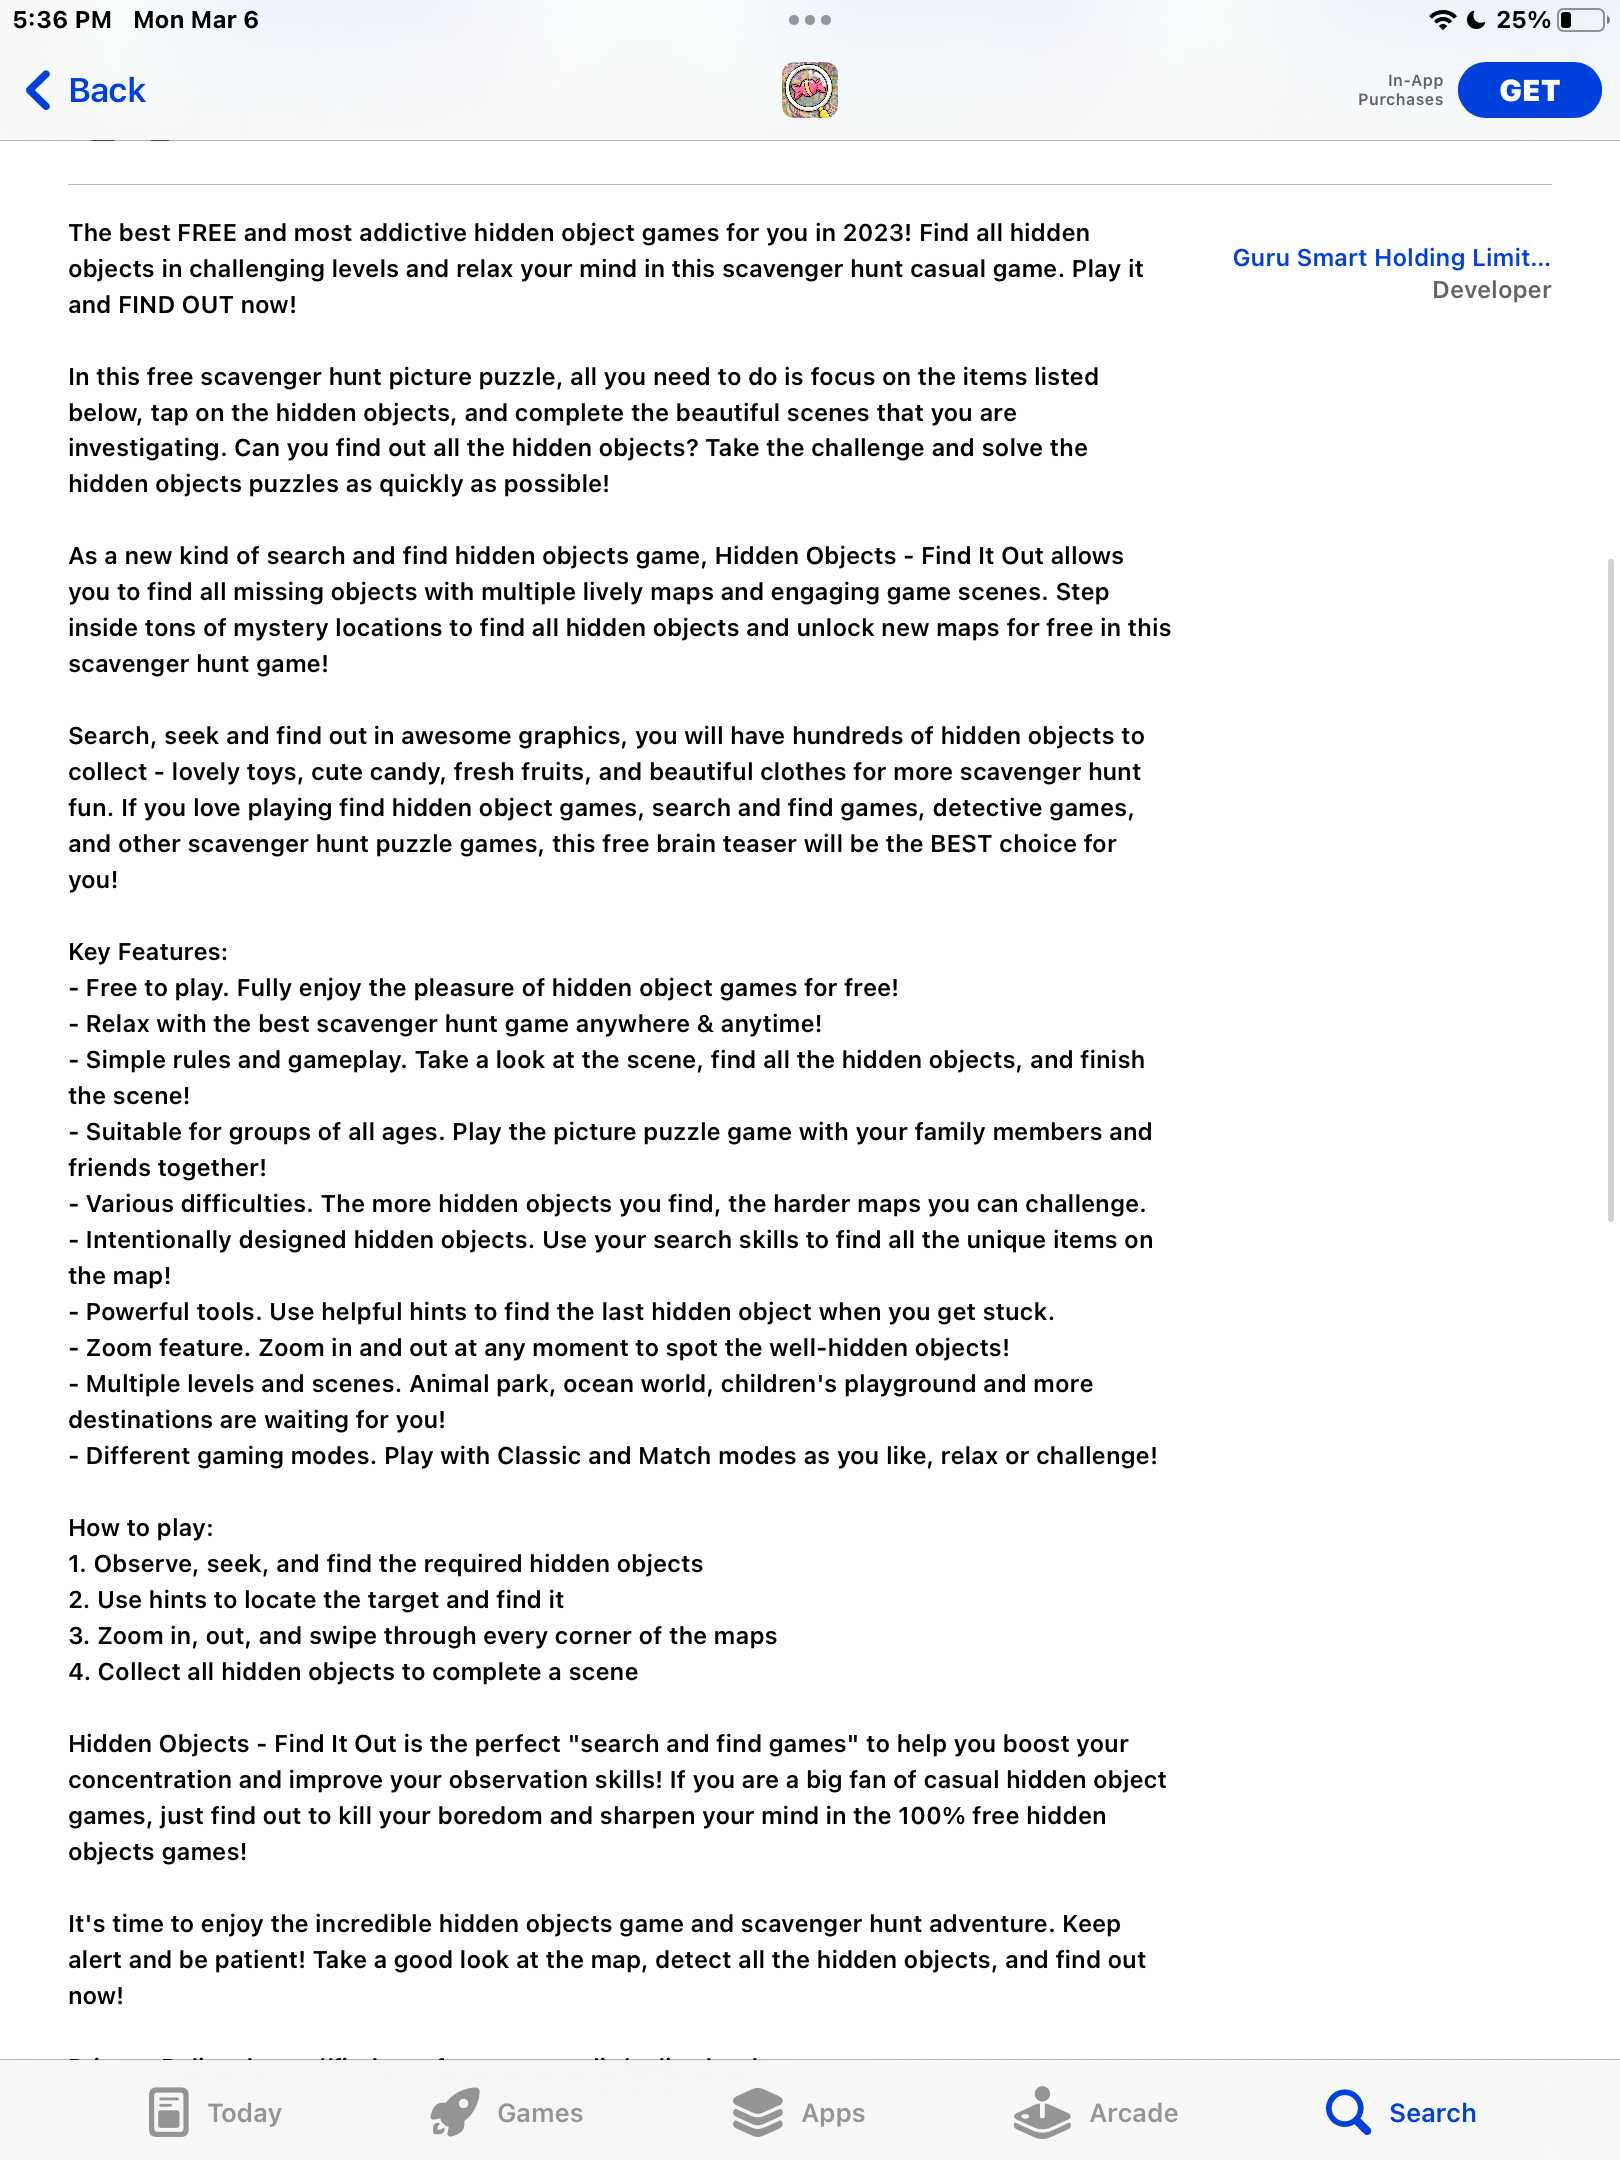 5:36 PM Mon Mar 6
25%
Back
In-App
Purchases
GET
The best FREE and most addictive hidden object games for you in 2023! Find all hidden
objects in challenging levels and relax your mind in this scavenger hunt casual game. Play it
and FIND OUT now!
Guru Smart Holding Limit...
Developer
In this free scavenger hunt picture puzzle, all you need to do is focus on the items listed
below, tap on the hidden objects, and complete the beautiful scenes that you are
investigating. Can you find out all the hidden objects? Take the challenge and solve the
hidden objects puzzles as quickly as possible!
As a new kind of search and find hidden objects game, Hidden Objects - Find It Out allows
you to find all missing objects with multiple lively maps and engaging game scenes. Step
inside tons of mystery locations to find all hidden objects and unlock new maps for free in this
scavenger hunt game!
Search, seek and find out in awesome graphics, you will have hundreds of hidden objects to
collect - lovely toys, cute candy, fresh fruits, and beautiful clothes for more scavenger hunt
fun. If you love playing find hidden object games, search and find games, detective games,
and other scavenger hunt puzzle games, this free brain teaser will be the BEST choice for
you!
Key Features:
- Free to play. Fully enjoy the pleasure of hidden object games for free!
- Relax with the best scavenger hunt game anywhere & anytime!
- Simple rules and gameplay. Take a look at the scene, find all the hidden objects, and finish
the scene!
- Suitable for groups of all ages. Play the picture puzzle game with your family members and
friends together!
- Various difficulties. The more hidden objects you find, the harder maps you can challenge.
- Intentionally designed hidden objects. Use your search skills to find all the unique items on
the map!
- Powerful tools. Use helpful hints to find the last hidden object when you get stuck.
- Zoom feature. Zoom in and out at any moment to spot the well-hidden objects!
- Multiple levels and scenes. Animal park, ocean world, children's playground and more
destinations are waiting for you!
- Different gaming modes. Play with Classic and Match modes as you like, relax or challenge!
How to play:
1. Observe, seek, and find the required hidden objects
2. Use hints to locate the target and find it
3. Zoom in, out, and swipe through every corner of the maps
4. Collect all hidden objects to complete a scene
Hidden Objects - Find It Out is the perfect "search and find games" to help you boost your
concentration and improve your observation skills! If you are a big fan of casual hidden object
games, just find out to kill your boredom and sharpen your mind in the 100% free hidden
objects games!
It's time to enjoy the incredible hidden objects game and scavenger hunt adventure. Keep
alert and be patient! Take a good look at the map, detect all the hidden objects, and find out
now!
Today
Games
Apps
Arcade
Search